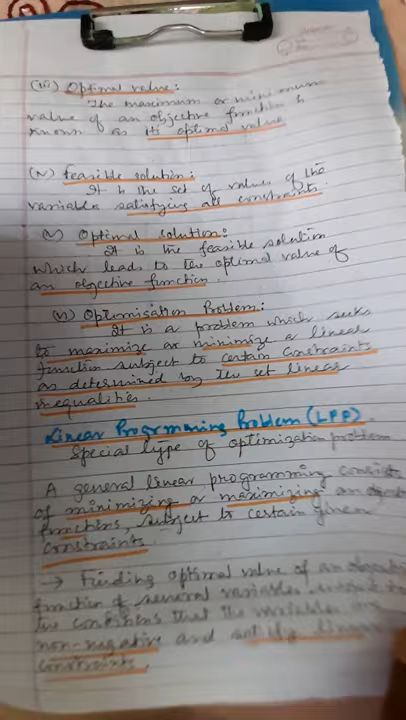 (iii) Optimal value:
The maximum or minimum
value of an objective function is
known as its optimal value
(iv) feasible solution:
It is the set of values of the
variable satisfying all constraints.
(v) Optimal solution:
It is the feasible solution
which leads to the optimal value of
an objective function.
(vi) Optimisation Problem:
It is a problem which seeks
to maximize or minimize a linear
function subject to certain constraints
as determined by the set linear
inequalities.
Linear Programming Problem (LPP)
Special type of optimization problem
A general linear programming consists
of minimizing or maximizing an object
functions, subject to certain given
constraints.
→ Finding optimal value of an objective
function of several variables subject to
the conditions that the variables are
non-negative and satisfy linear
constraints.